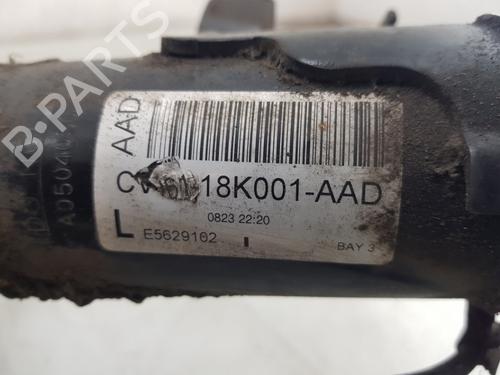 AAD
18K001-AAD
0823 22:20
L E5629102 I BAY 3
B-PARTS